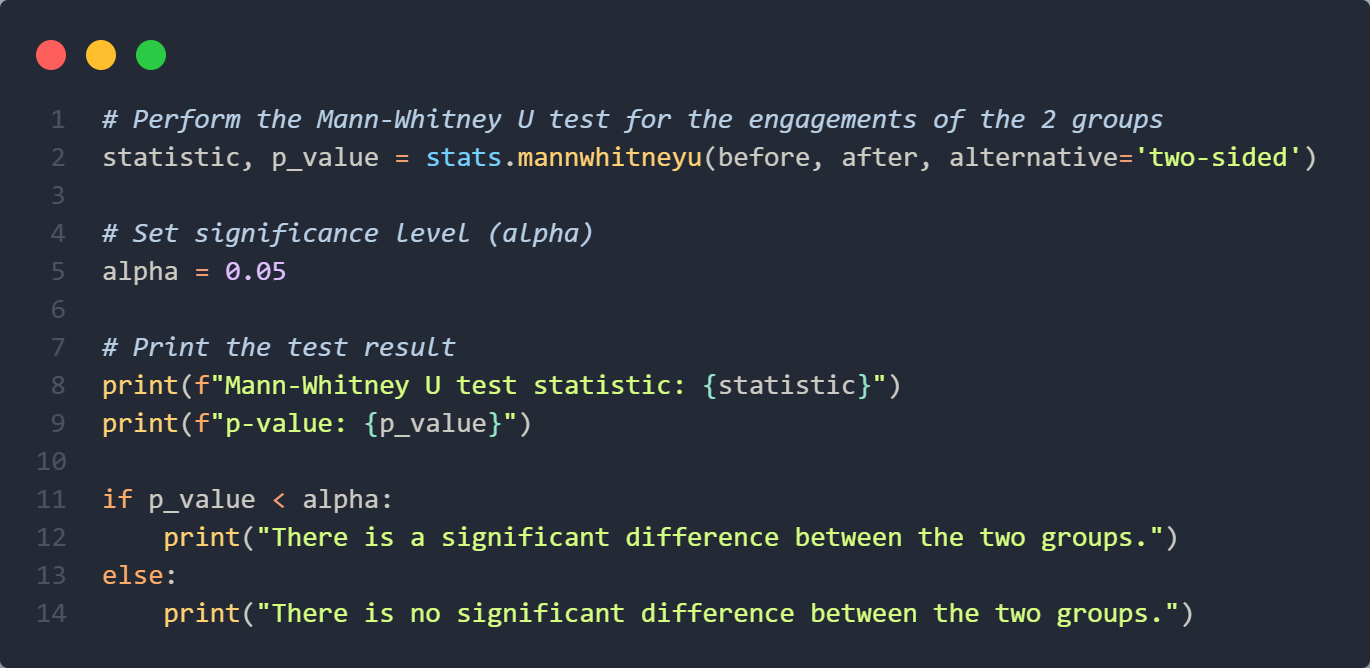 1 # Perform the Mann-Whitney U test for the engagements of the 2 groups
2 statistic, p_value = stats.mannwhitneyu(before, after, alternative='two-sided')
3
4 # Set significance level (alpha)
5 alpha = 0.05
6
7 # Print the test result
8 print(f"Mann-Whitney U test statistic: {statistic}")
9 print(f"p-value: {p_value}")
10
11 if p_value < alpha:
12     print("There is a significant difference between the two groups.")
13 else:
14     print("There is no significant difference between the two groups.")